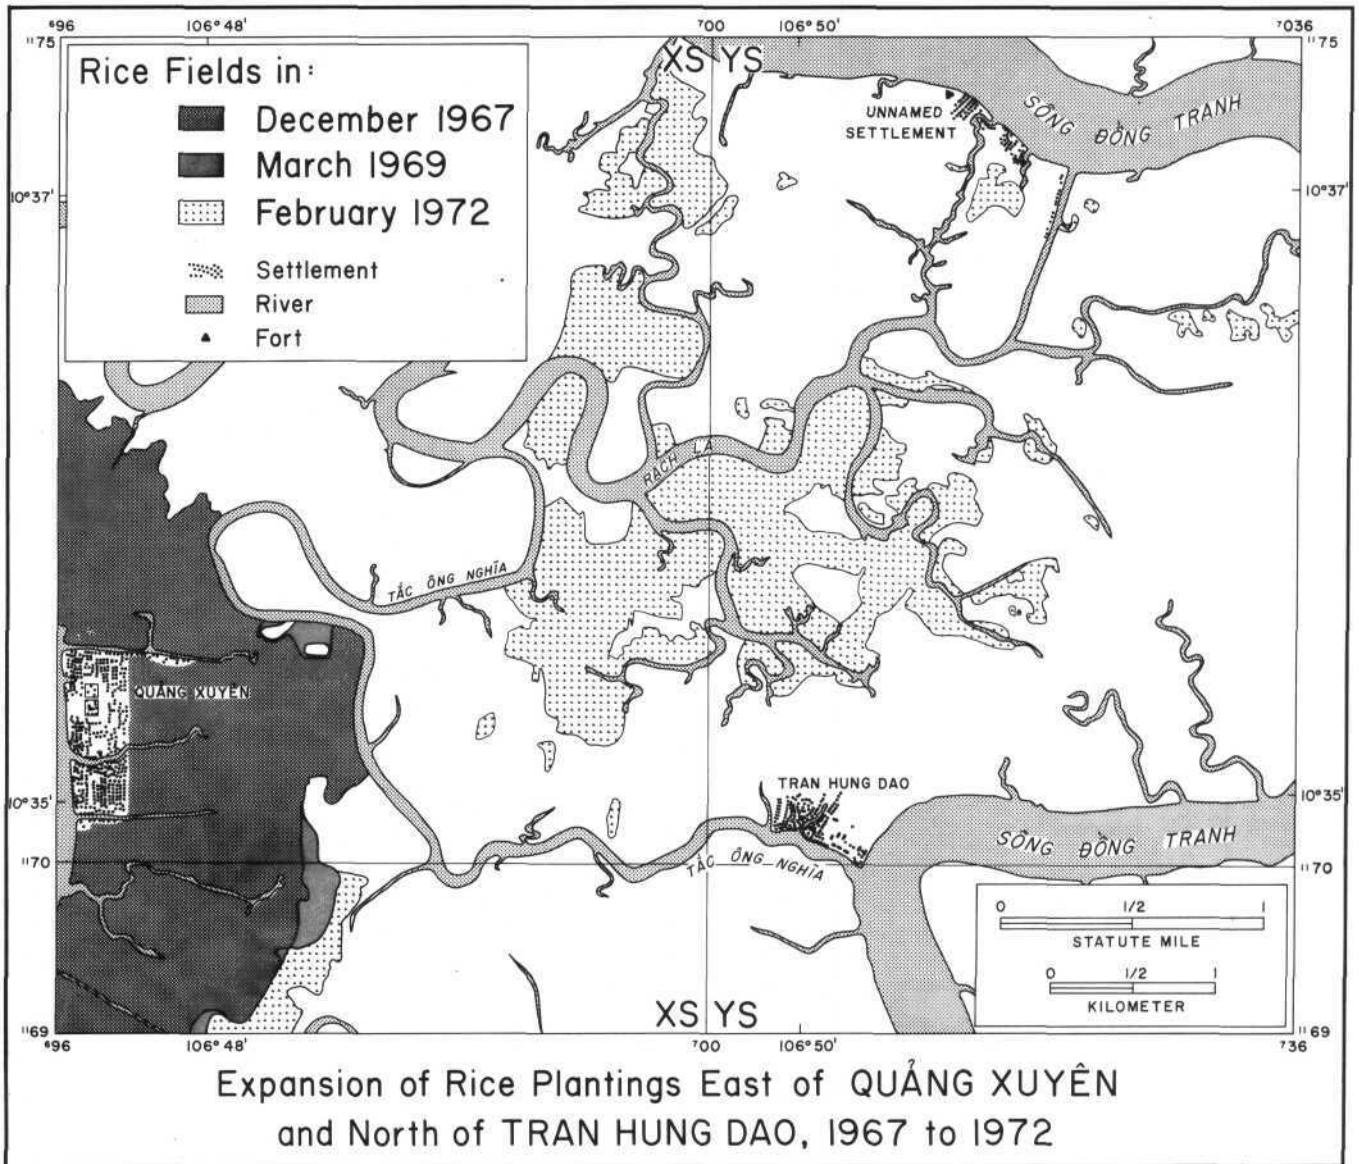 ⁶96 106°48' 700 106°50' 7036
1175 1175
XS YS
Rice Fields in:
December 1967
March 1969
February 1972
Settlement
River
Fort
UNNAMED
SETTLEMENT
SÔNG ĐỒNG TRANH
10°37' 10°37'
RẠCH LÁ
TẮC ÔNG NGHĨA
QUẢNG XUYÊN
TRAN HUNG DAO
10°35' 10°35'
SÔNG ĐỒNG TRANH
1170 1170
TẮC ÔNG NGHĨA
0 1/2 1
STATUTE MILE
0 1/2 1
KILOMETER
XS YS
1169 1169
⁶96 106°48' 700 106°50' 736
Expansion of Rice Plantings East of QUẢNG XUYÊN
and North of TRAN HUNG DAO, 1967 to 1972